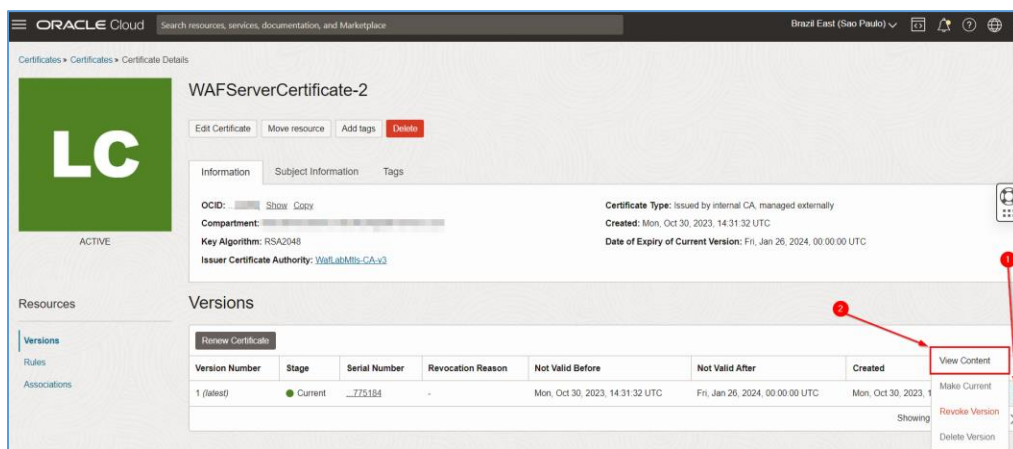 ORACLE Cloud Search resources, services, documentation, and Marketplace Brazil East (Sao Paulo)
Certificates » Certificates » Certificate Details
LC
ACTIVE
WAFServerCertificate-2
Edit Certificate Move resource Add tags Delete
Information Subject Information Tags
OCID: ... Show Copy
Compartment:
Key Algorithm: RSA2048
Issuer Certificate Authority: WafLabMtls-CA-v3
Certificate Type: Issued by internal CA, managed externally
Created: Mon, Oct 30, 2023, 14:31:32 UTC
Date of Expiry of Current Version: Fri, Jan 26, 2024, 00:00:00 UTC
Resources
Versions
Rules
Associations
Versions
Renew Certificate
Version Number Stage Serial Number Revocation Reason Not Valid Before Not Valid After Created
1 (latest) Current ...775184 - Mon, Oct 30, 2023, 14:31:32 UTC Fri, Jan 26, 2024, 00:00:00 UTC Mon, Oct 30, 2023, 1
Showing
1
2
View Content
Make Current
Revoke Version
Delete Version